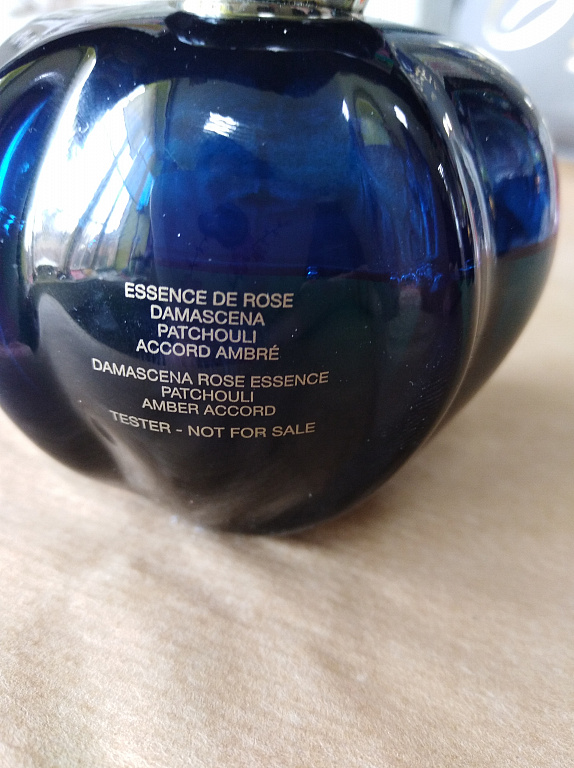 ESSENCE DE ROSE
DAMASCENA
PATCHOULI
ACCORD AMBRÉ
DAMASCENA ROSE ESSENCE
PATCHOULI
AMBER ACCORD
TESTER - NOT FOR SALE